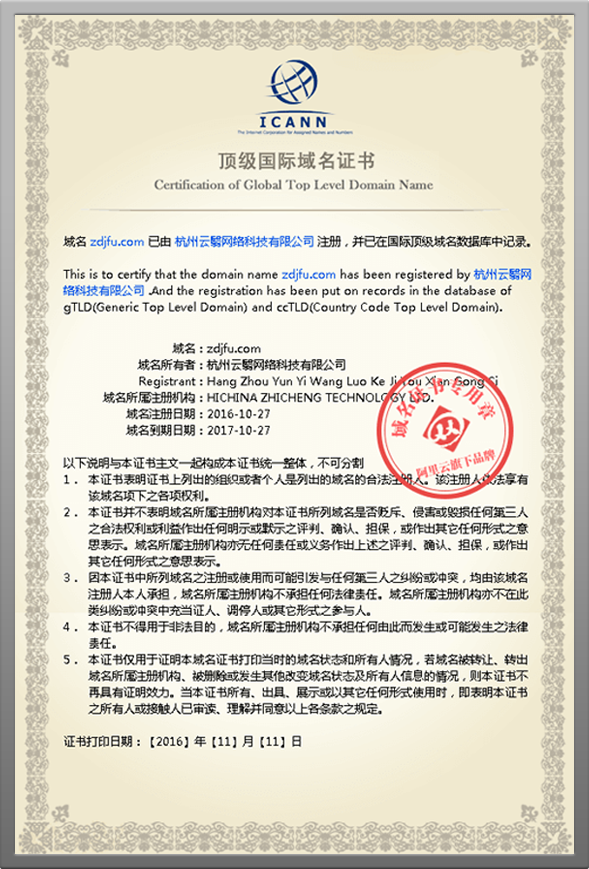 ICANN
The Internet Corporation for Assigned Names and Numbers
顶级国际域名证书
Certification of Global Top Level Domain Name
域名 zdjfu.com 已由 杭州云翳网络科技有限公司 注册，并已在国际顶级域名数据库中记录。
This is to certify that the domain name zdjfu.com has been registered by 杭州云翳网
络科技有限公司 .And the registration has been put on records in the database of
gTLD(Generic Top Level Domain) and ccTLD(Country Code Top Level Domain).
域名：zdjfu.com
域名所有者：杭州云翳网络科技有限公司
Registrant：Hang Zhou Yun Yi Wang Luo Ke Ji You Xian Gong Si
域名所属注册机构：HICHINA ZHICHENG TECHNOLOGY LTD.
域名注册日期：2016-10-27
域名到期日期：2017-10-27
域名证书专用章
阿里云旗下品牌
以下说明与本证书主文一起构成本证书统一整体，不可分割
1． 本证书表明证书上列出的组织或者个人是列出的域名的合法注册人。该注册人依法享有
该域名项下之各项权利。
2． 本证书并不表明域名所属注册机构对本证书所列域名是否贬斥、侵害或毁损任何第三人
之合法权利或利益作出任何明示或默示之评判、确认、担保，或作出其它任何形式之意
思表示。域名所属注册机构亦无任何责任或义务作出上述之评判、确认、担保，或作出
其它任何形式之意思表示。
3． 因本证书中所列域名之注册或使用而可能引发与任何第三人之纠纷或冲突，均由该域名
注册人本人承担，域名所属注册机构不承担任何法律责任。域名所属注册机构亦不在此
类纠纷或冲突中充当证人、调停人或其它形式之参与人。
4． 本证书不得用于非法目的，域名所属注册机构不承担任何由此而发生或可能发生之法律
责任。
5． 本证书仅用于证明本域名证书打印当时的域名状态和所有人情况，若域名被转让、转出
域名所属注册机构、被删除或发生其他改变域名状态及所有人信息的情况，则本证书不
再具有证明效力。当本证书所有、出具、展示或以其它任何形式使用时，即表明本证书
之所有人或接触人已审读、理解并同意以上各条款之规定。
证书打印日期：【2016】年【11】月【11】日